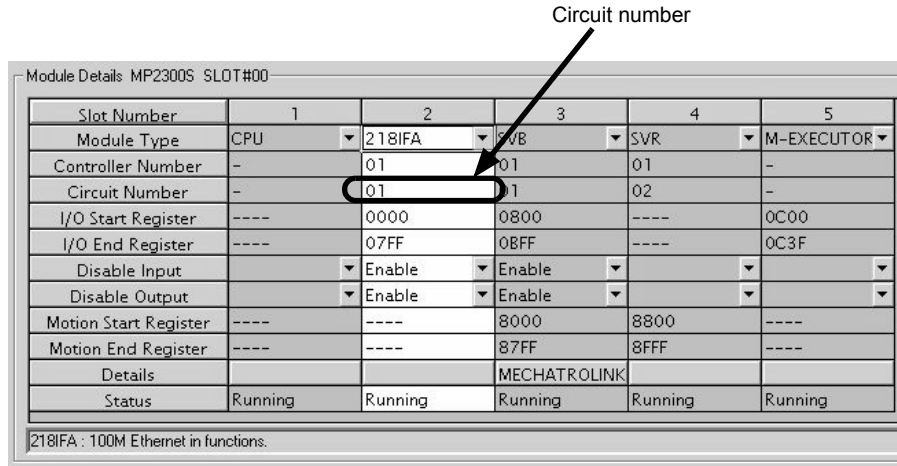 Circuit number
Module Details MP2300S SLOT#00
Slot Number 1 2 3 4 5
Module Type CPU 218IFA SVB SVR M-EXECUTOR
Controller Number - 01 01 01 -
Circuit Number - 01 01 02 -
I/O Start Register ---- 0000 0800 ---- 0C00
I/O End Register ---- 07FF 0BFF ---- 0C3F
Disable Input Enable Enable
Disable Output Enable Enable
Motion Start Register ---- ---- 8000 8800 ----
Motion End Register ---- ---- 87FF 8FFF ----
Details MECHATROLINK
Status Running Running Running Running Running
218IFA : 100M Ethernet in functions.